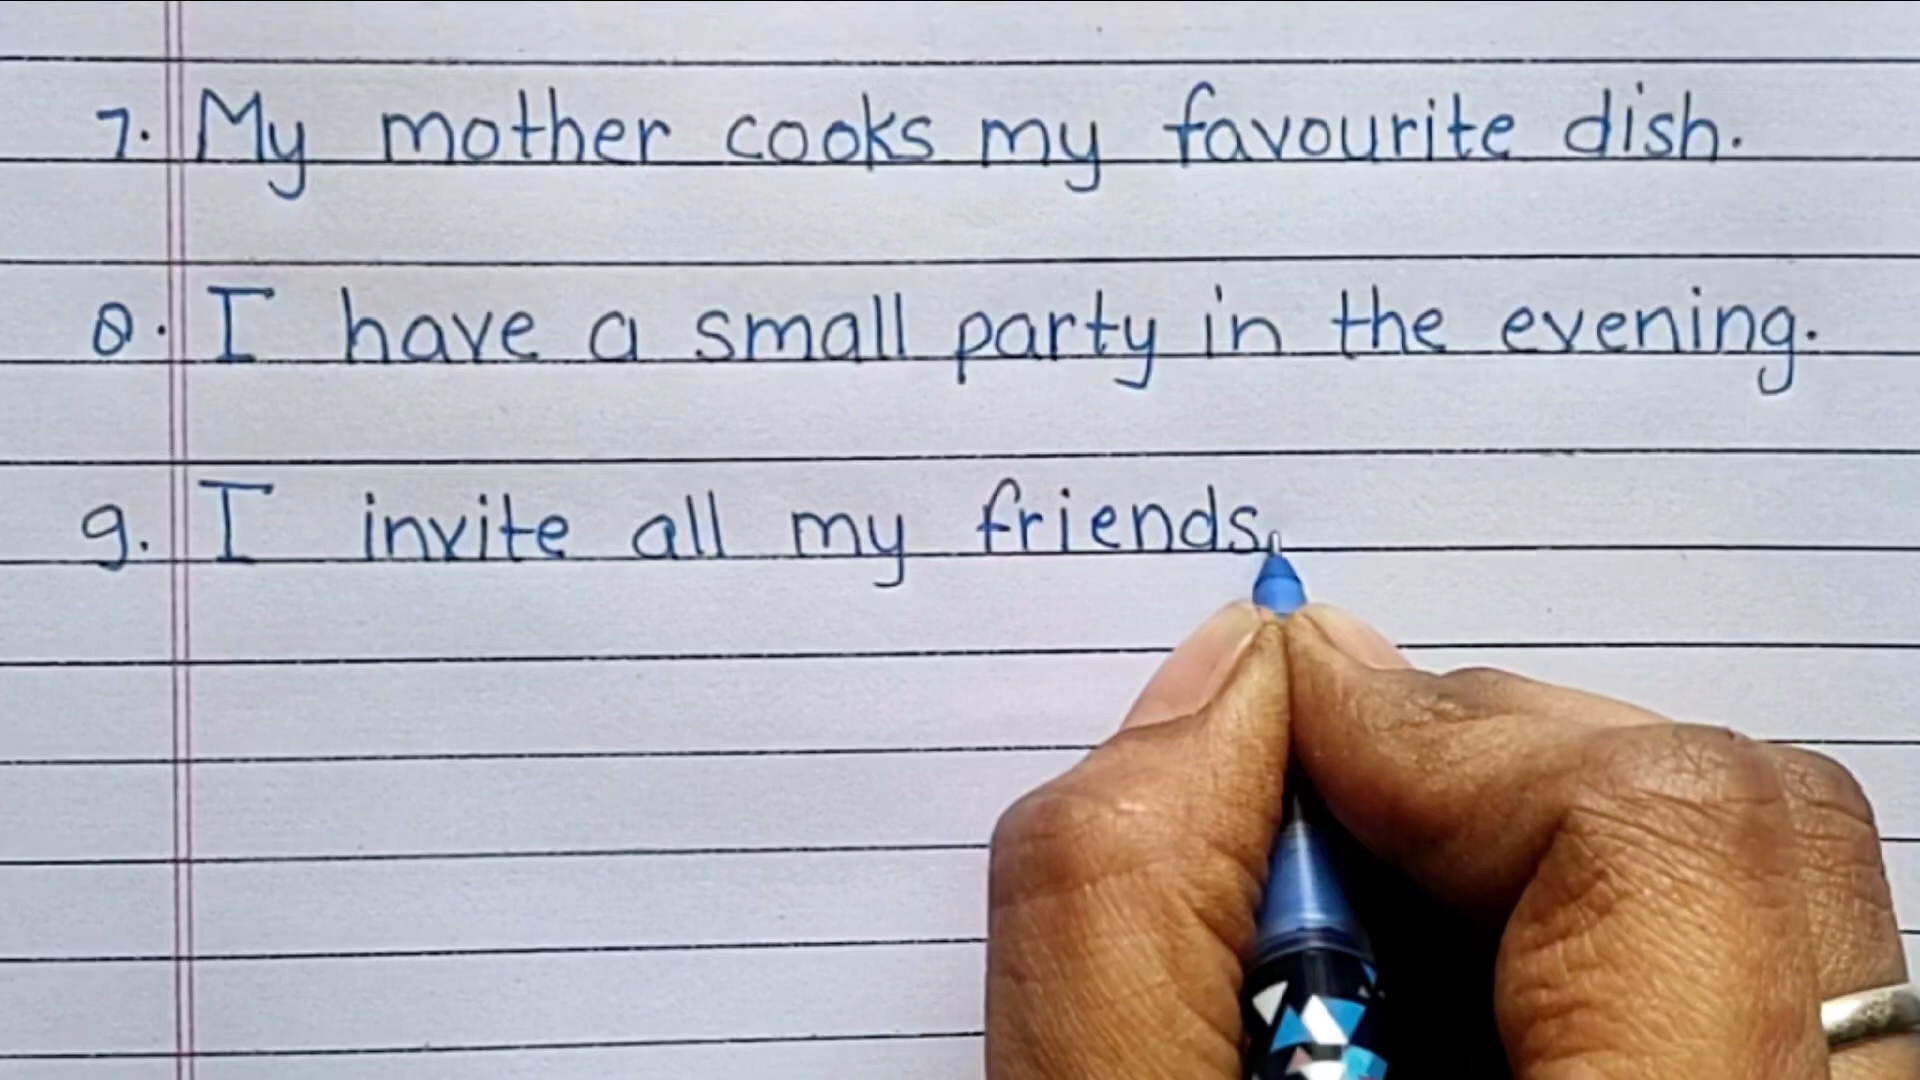 7. My mother cooks my favourite dish.
8. I have a small party in the evening.
9. I invite all my friends.